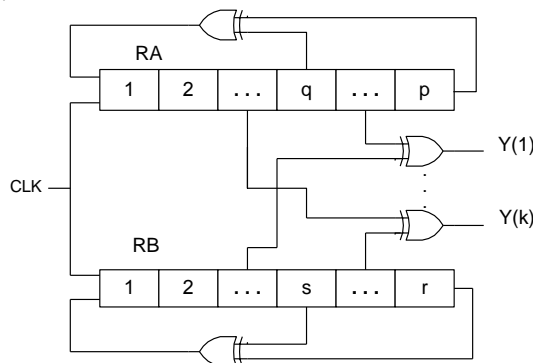 RA
1 2 ... q ... p
Y(1)
CLK
Y(k)
RB
1 2 ... s ... r